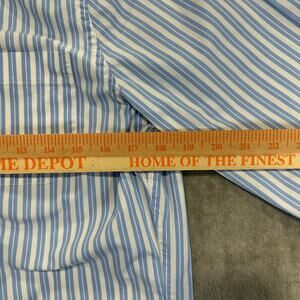 13 14 15 16 17 18 19 20 21 22
ME DEPOT HOME OF THE FINEST